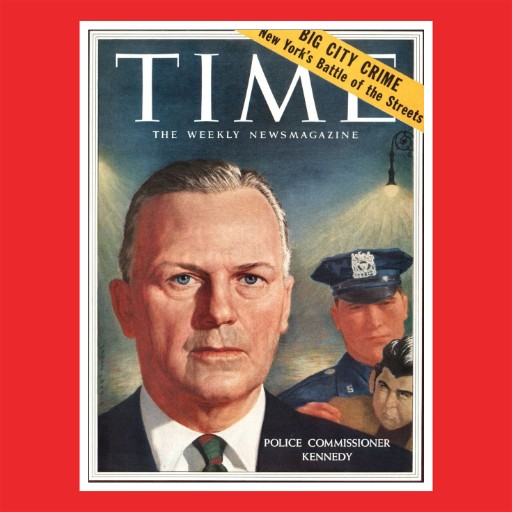 BIG CITY CRIME
New York's Battle of the Streets
TIME
THE WEEKLY NEWSMAGAZINE
POLICE COMMISSIONER
KENNEDY